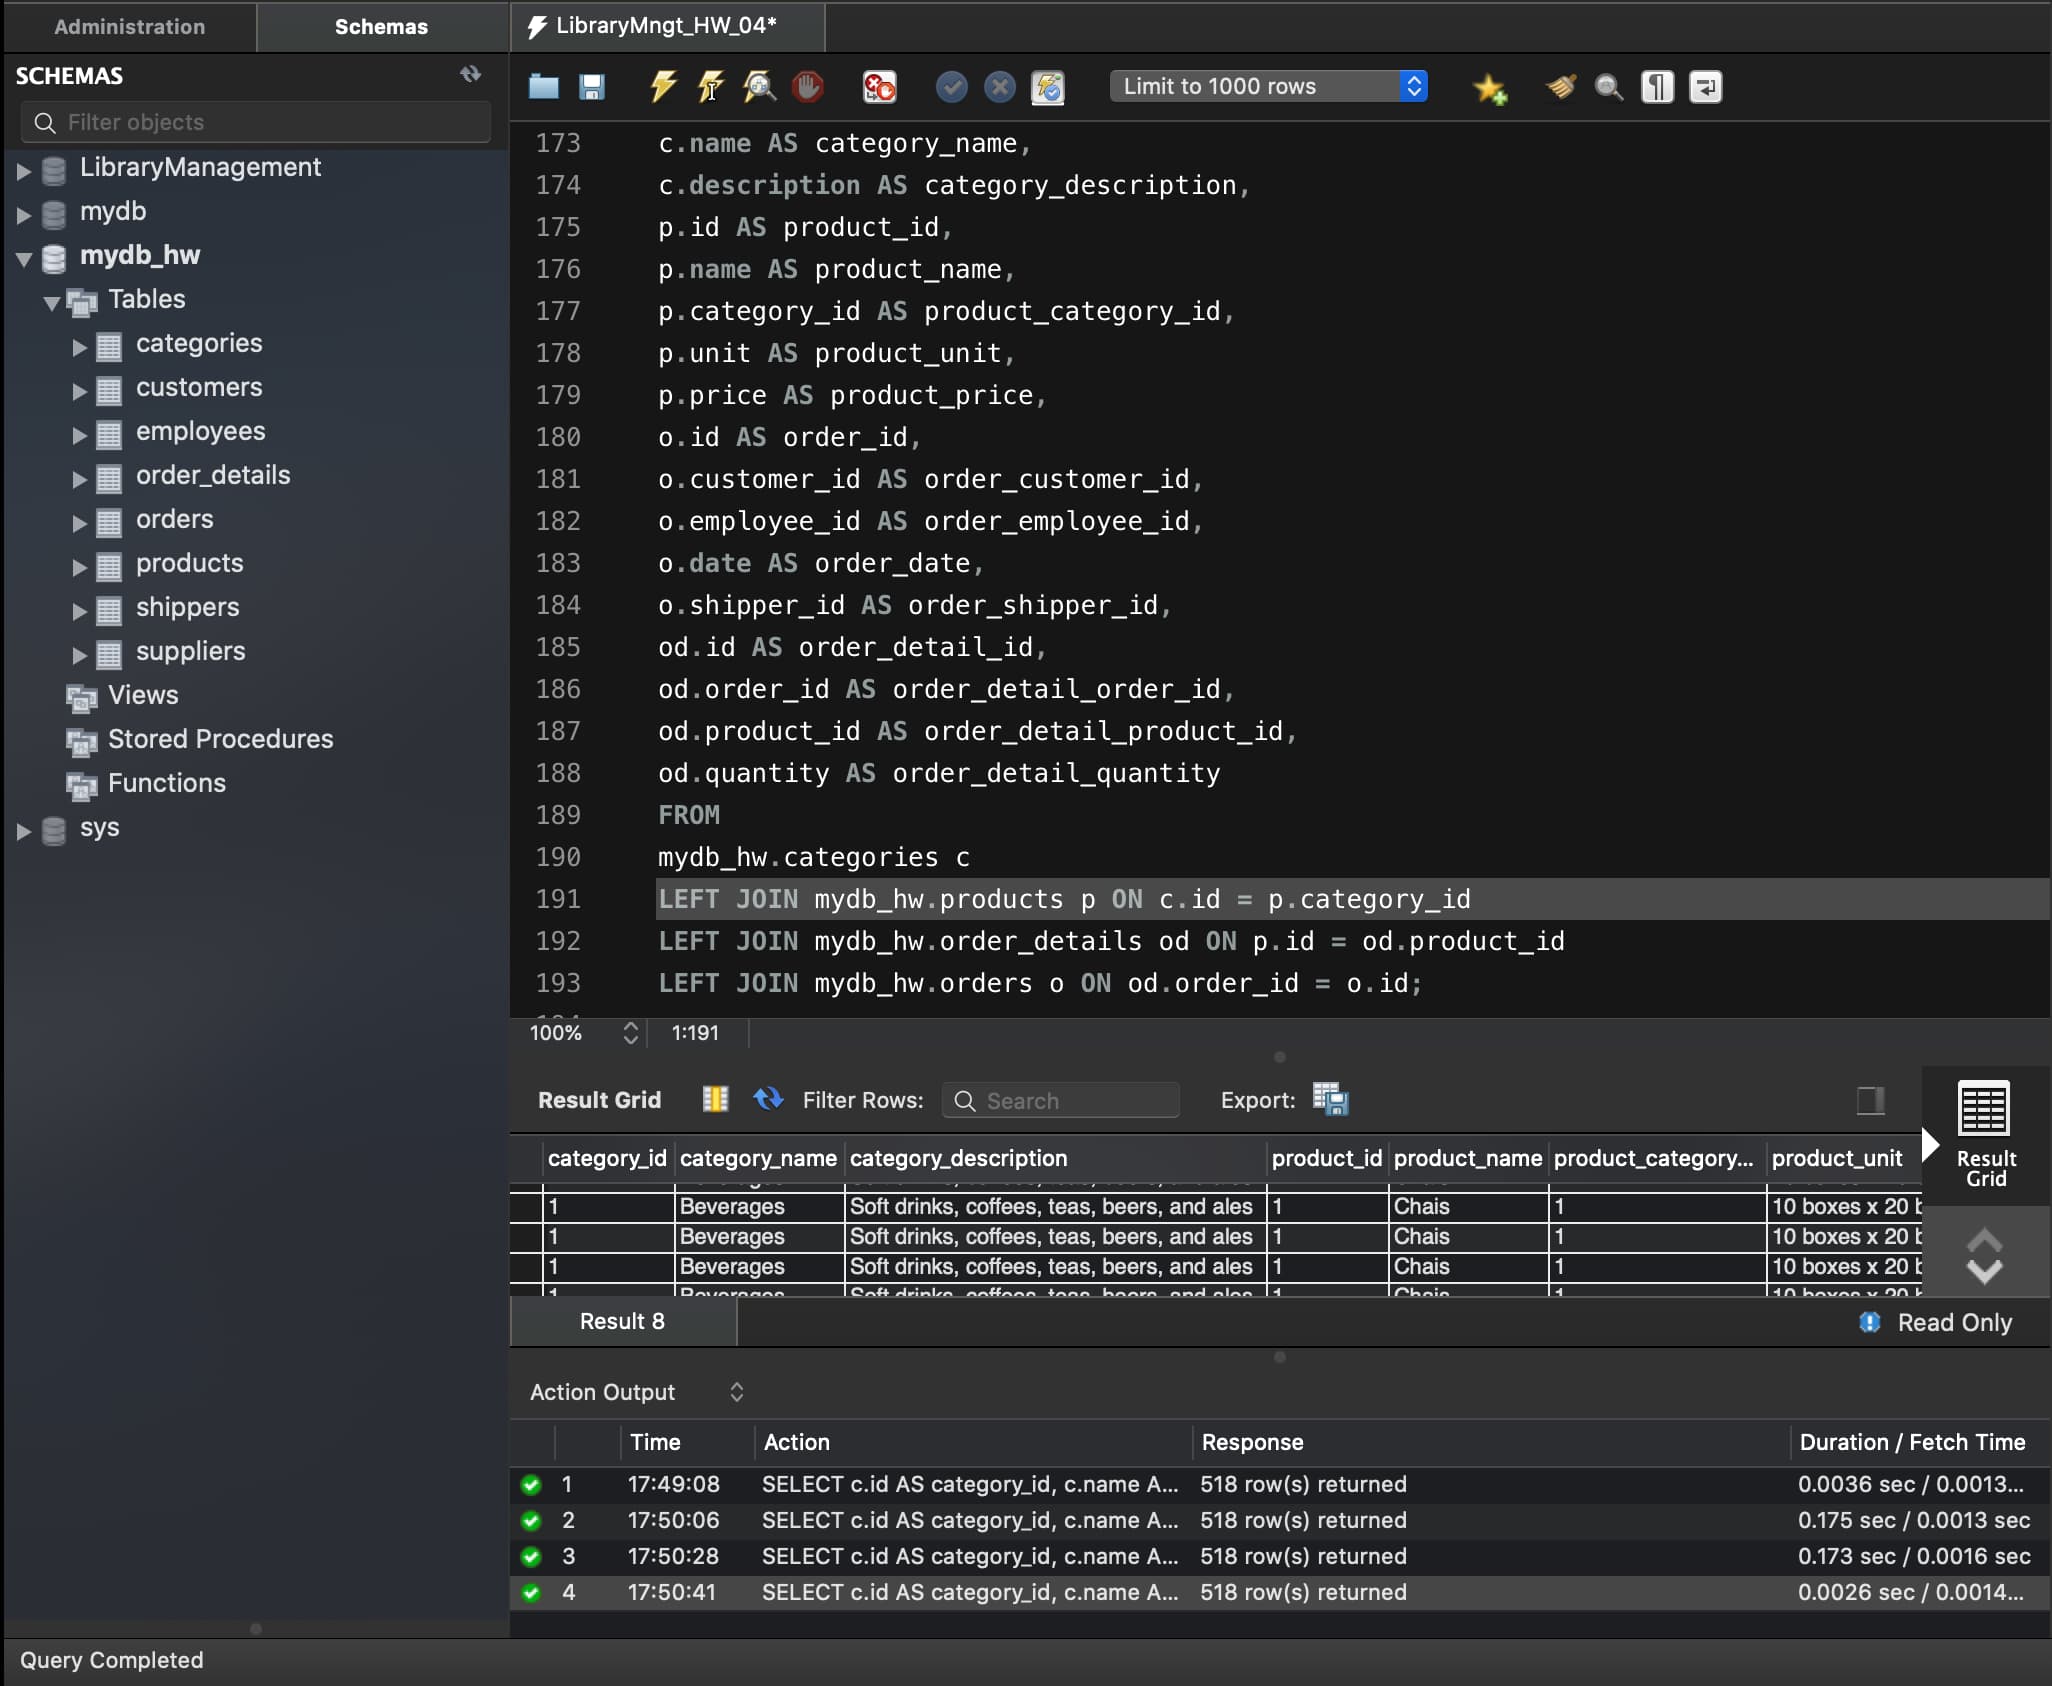 Administration
Schemas
LibraryMngt_HW_04*
SCHEMAS
Filter objects
Limit to 1000 rows
LibraryManagement
mydb
mydb_hw
Tables
categories
customers
employees
order_details
orders
products
shippers
suppliers
Views
Stored Procedures
Functions
sys
173 c.name AS category_name,
174 c.description AS category_description,
175 p.id AS product_id,
176 p.name AS product_name,
177 p.category_id AS product_category_id,
178 p.unit AS product_unit,
179 p.price AS product_price,
180 o.id AS order_id,
181 o.customer_id AS order_customer_id,
182 o.employee_id AS order_employee_id,
183 o.date AS order_date,
184 o.shipper_id AS order_shipper_id,
185 od.id AS order_detail_id,
186 od.order_id AS order_detail_order_id,
187 od.product_id AS order_detail_product_id,
188 od.quantity AS order_detail_quantity
189 FROM
190 mydb_hw.categories c
191 LEFT JOIN mydb_hw.products p ON c.id = p.category_id
192 LEFT JOIN mydb_hw.order_details od ON p.id = od.product_id
193 LEFT JOIN mydb_hw.orders o ON od.order_id = o.id;
100% 1:191
Result Grid Filter Rows: Search Export:
category_id category_name category_description product_id product_name product_category... product_unit
1 Beverages Soft drinks, coffees, teas, beers, and ales 1 Chais 1 10 boxes x 20 b
1 Beverages Soft drinks, coffees, teas, beers, and ales 1 Chais 1 10 boxes x 20 b
1 Beverages Soft drinks, coffees, teas, beers, and ales 1 Chais 1 10 boxes x 20 b
Result
Grid
Result 8
Read Only
Action Output
Time Action Response Duration / Fetch Time
1 17:49:08 SELECT c.id AS category_id, c.name A... 518 row(s) returned 0.0036 sec / 0.0013...
2 17:50:06 SELECT c.id AS category_id, c.name A... 518 row(s) returned 0.175 sec / 0.0013 sec
3 17:50:28 SELECT c.id AS category_id, c.name A... 518 row(s) returned 0.173 sec / 0.0016 sec
4 17:50:41 SELECT c.id AS category_id, c.name A... 518 row(s) returned 0.0026 sec / 0.0014...
Query Completed